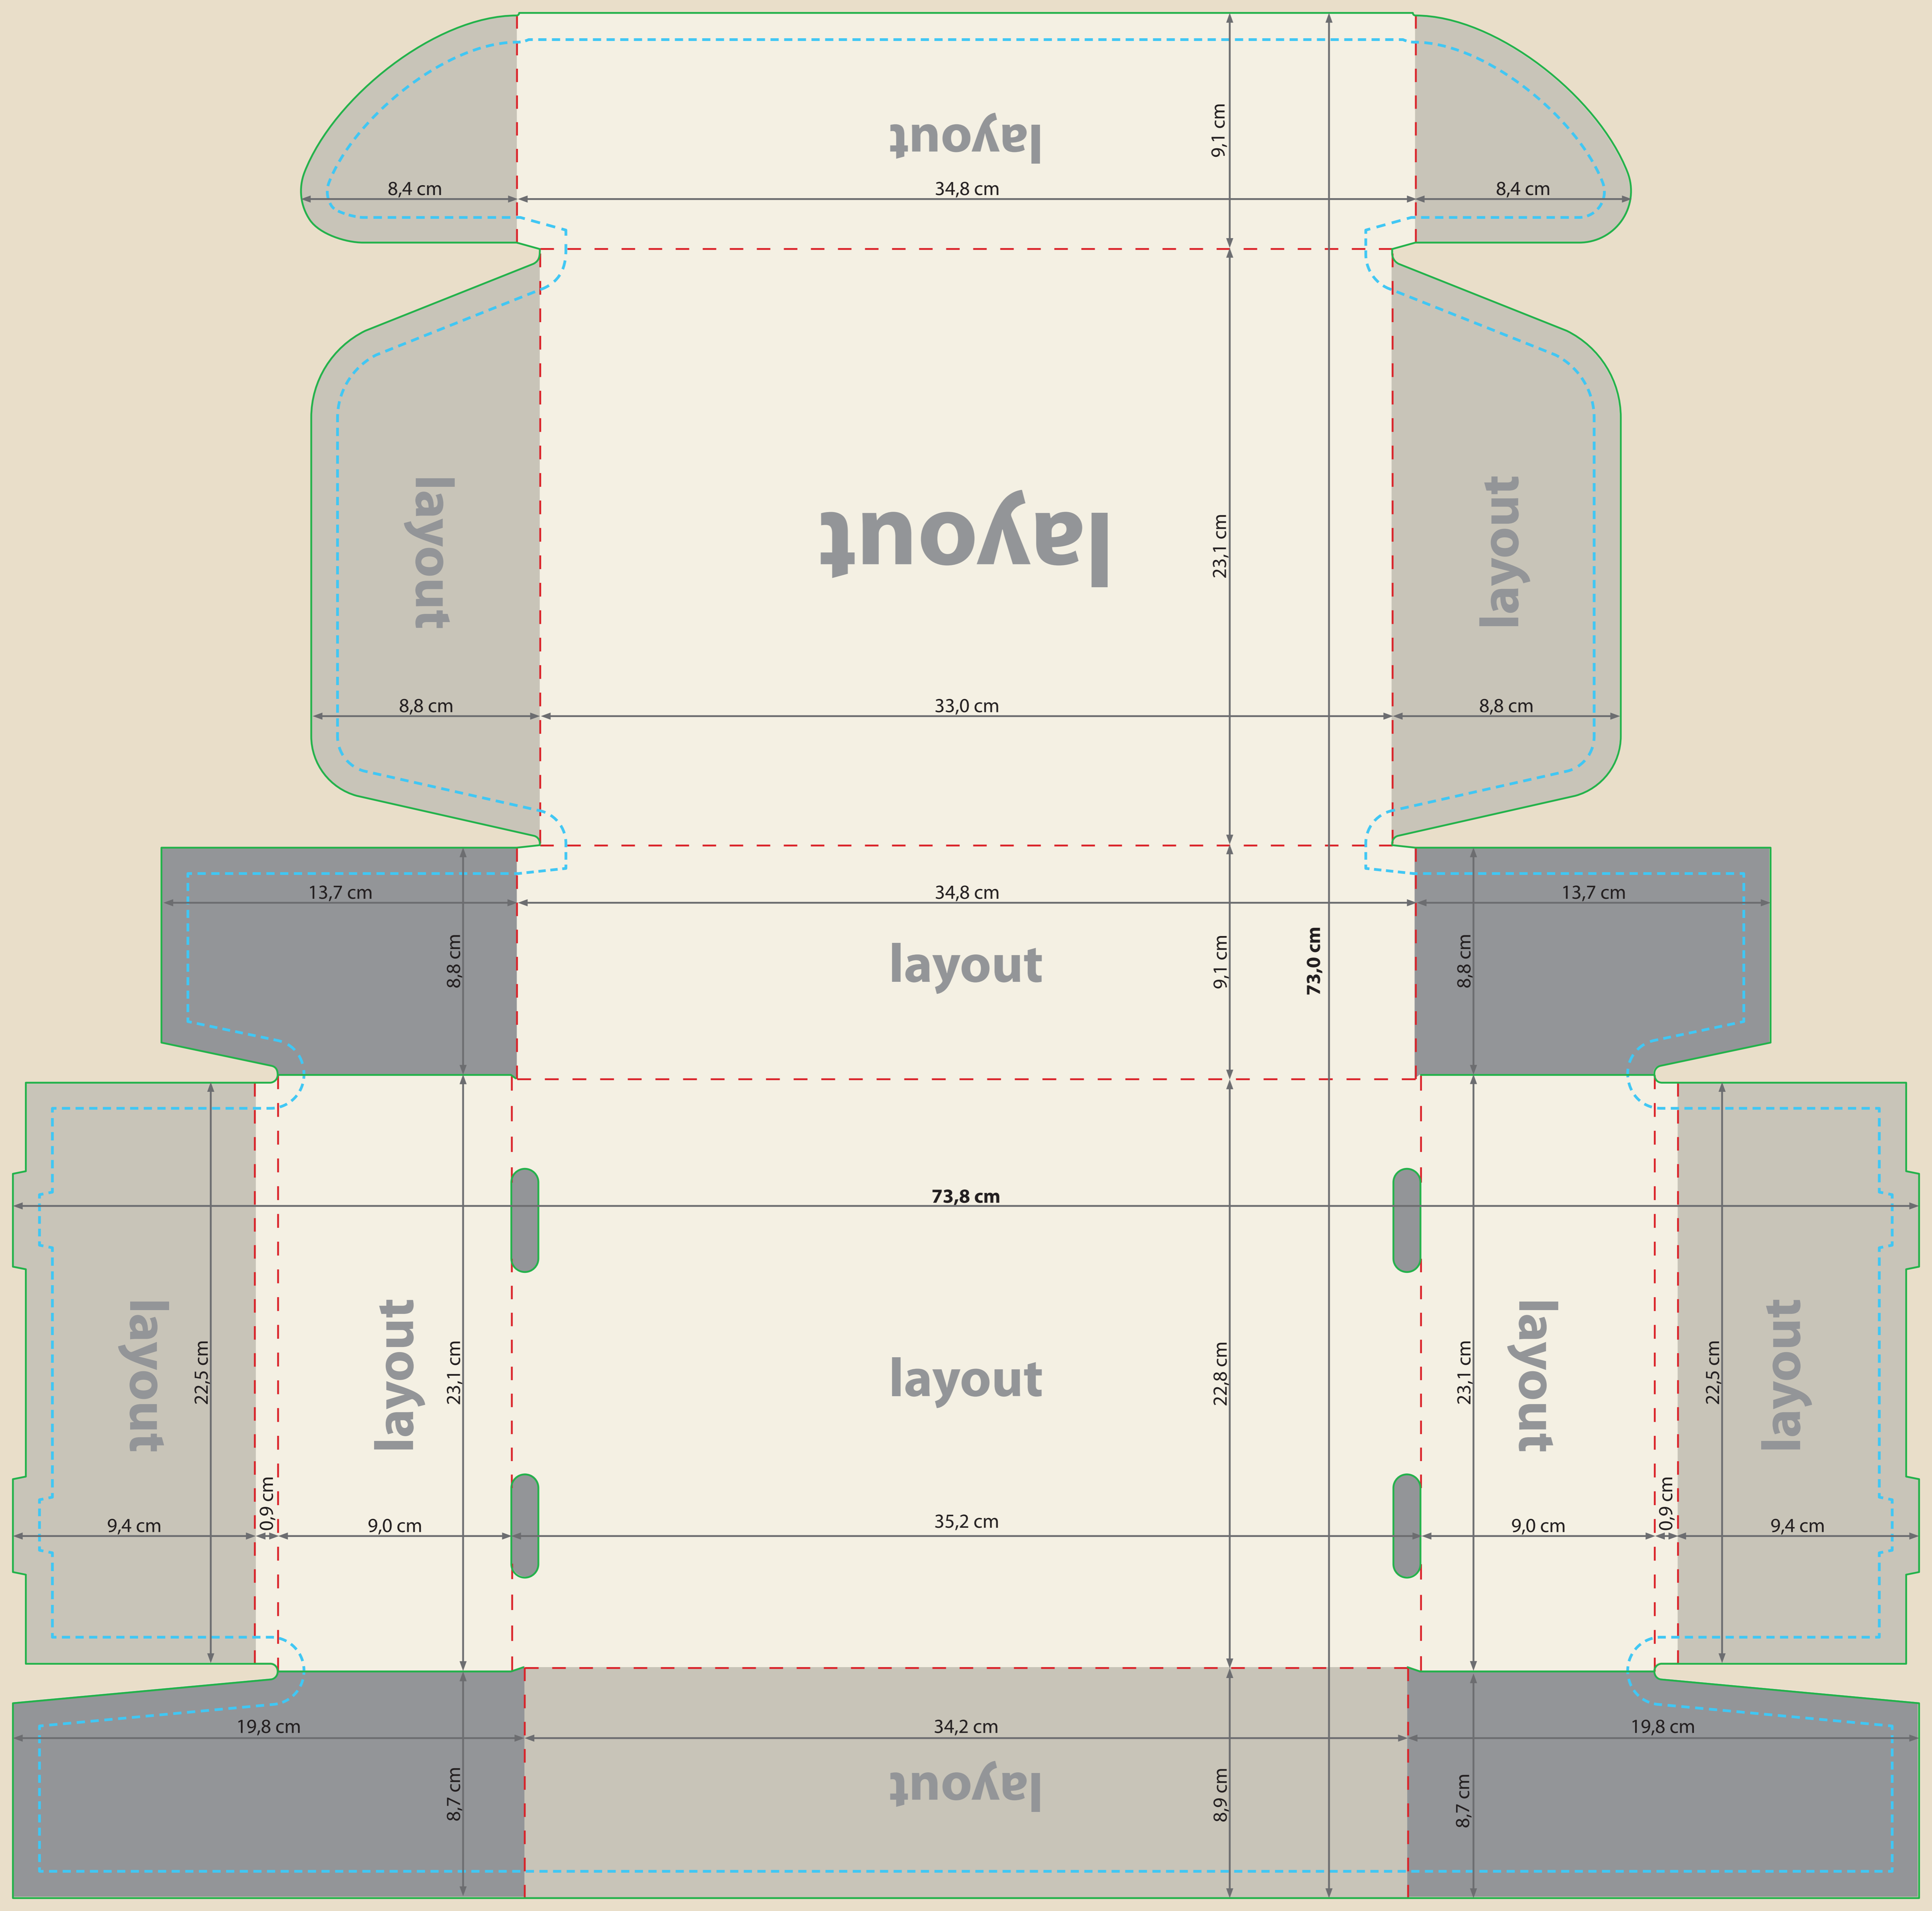 layout
9,1 cm
8,4 cm
34,8 cm
8,4 cm
layout
layout
layout
23,1 cm
8,8 cm
33,0 cm
8,8 cm
13,7 cm
34,8 cm
13,7 cm
8,8 cm
layout
9,1 cm
73,0 cm
8,8 cm
73,8 cm
layout
22,5 cm
layout
23,1 cm
layout
22,8 cm
23,1 cm
layout
22,5 cm
layout
9,4 cm
0,9 cm
9,0 cm
35,2 cm
9,0 cm
0,9 cm
9,4 cm
19,8 cm
34,2 cm
19,8 cm
8,7 cm
layout
8,9 cm
8,7 cm